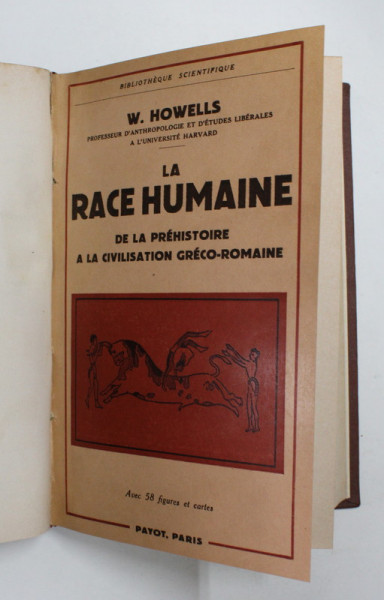 BIBLIOTHÈQUE SCIENTIFIQUE
W. HOWELLS
PROFESSEUR D'ANTHROPOLOGIE ET D'ÉTUDES LIBÉRALES
A L'UNIVERSITÉ HARVARD
LA
RACE HUMAINE
DE LA PRÉHISTOIRE
A LA CIVILISATION GRÉCO-ROMAINE
Avec 58 figures et cartes
PAYOT, PARIS